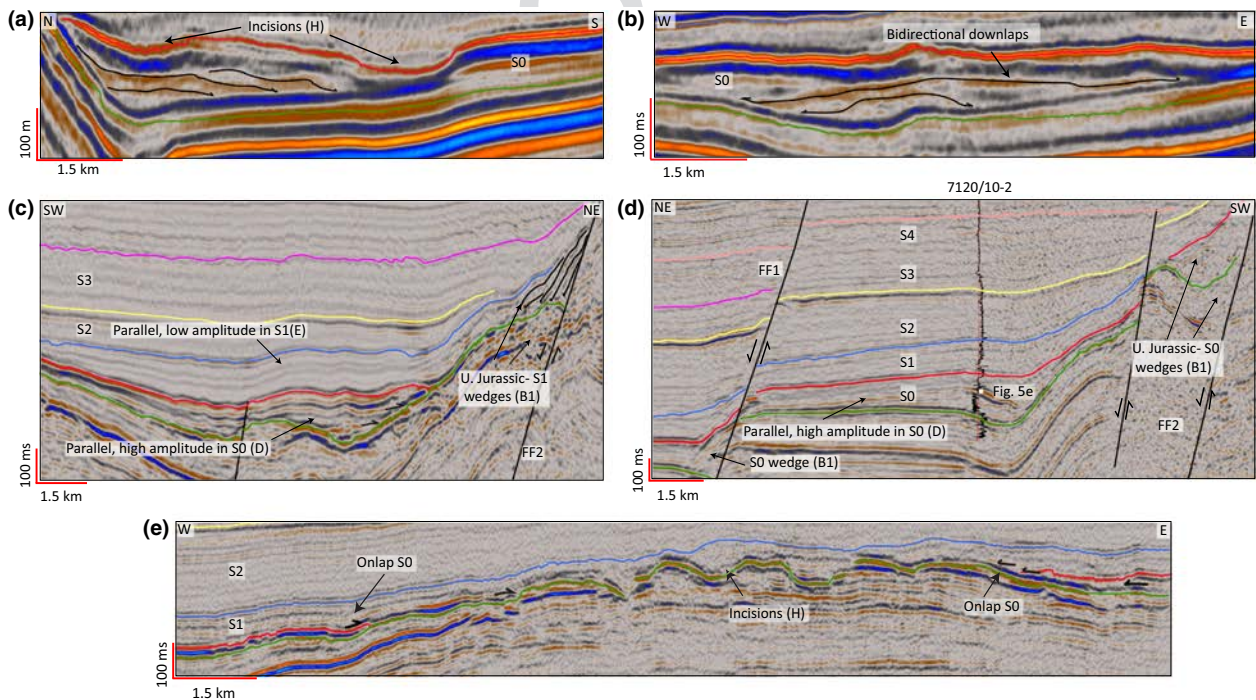 (a)
N
S
Incisions (H)
S0
100 m
1.5 km
(b)
W
E
Bidirectional downlaps
S0
100 ms
1.5 km
(c)
SW
NE
S3
S2
Parallel, low amplitude in S1(E)
U. Jurassic- S1
wedges (B1)
Parallel, high amplitude in S0 (D)
FF2
100 ms
1.5 km
7120/10-2
(d)
NE
SW
S4
FF1
S3
S2
S1
U. Jurassic- S0
wedges (B1)
S0
Fig. 5e
Parallel, high amplitude in S0 (D)
FF2
S0 wedge (B1)
100 ms
1.5 km
(e)
W
E
S2
Onlap S0
S1
Incisions (H)
Onlap S0
100 ms
1.5 km